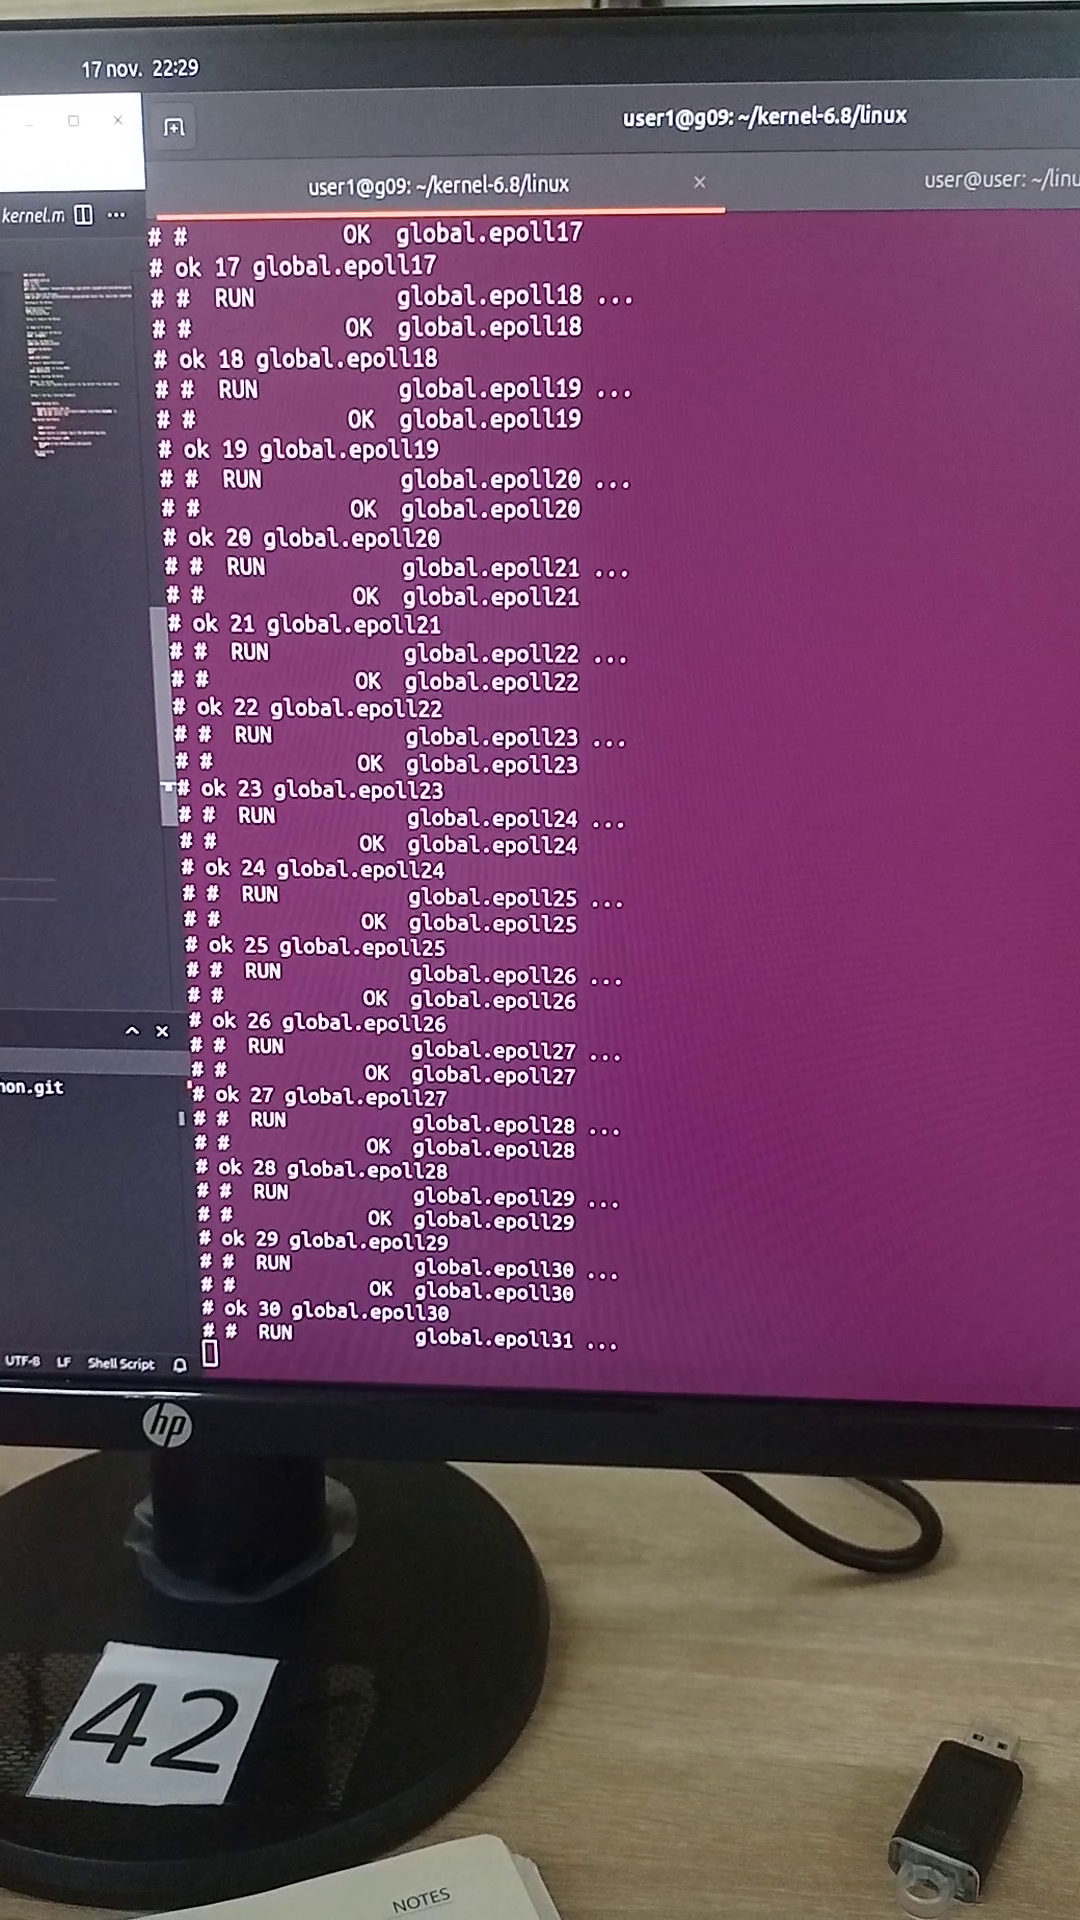 17 nov. 22:29
user1@g09: ~/kernel-6.8/linux
user1@g09: ~/kernel-6.8/linux
user@user: ~/linu
kernel.m
# # OK global.epoll17
# ok 17 global.epoll17
# # RUN global.epoll18 ...
# # OK global.epoll18
# ok 18 global.epoll18
# # RUN global.epoll19 ...
# # OK global.epoll19
# ok 19 global.epoll19
# # RUN global.epoll20 ...
# # OK global.epoll20
# ok 20 global.epoll20
# # RUN global.epoll21 ...
# # OK global.epoll21
# ok 21 global.epoll21
# # RUN global.epoll22 ...
# # OK global.epoll22
# ok 22 global.epoll22
# # RUN global.epoll23 ...
# # OK global.epoll23
# ok 23 global.epoll23
# # RUN global.epoll24 ...
# # OK global.epoll24
# ok 24 global.epoll24
# # RUN global.epoll25 ...
# # OK global.epoll25
# ok 25 global.epoll25
# # RUN global.epoll26 ...
# # OK global.epoll26
# ok 26 global.epoll26
# # RUN global.epoll27 ...
# # OK global.epoll27
# ok 27 global.epoll27
# # RUN global.epoll28 ...
# # OK global.epoll28
# ok 28 global.epoll28
# # RUN global.epoll29 ...
# # OK global.epoll29
# ok 29 global.epoll29
# # RUN global.epoll30 ...
# # OK global.epoll30
# ok 30 global.epoll30
# # RUN global.epoll31 ...
hon.git
UTF-8 LF Shell Script
hp
42
NOTES